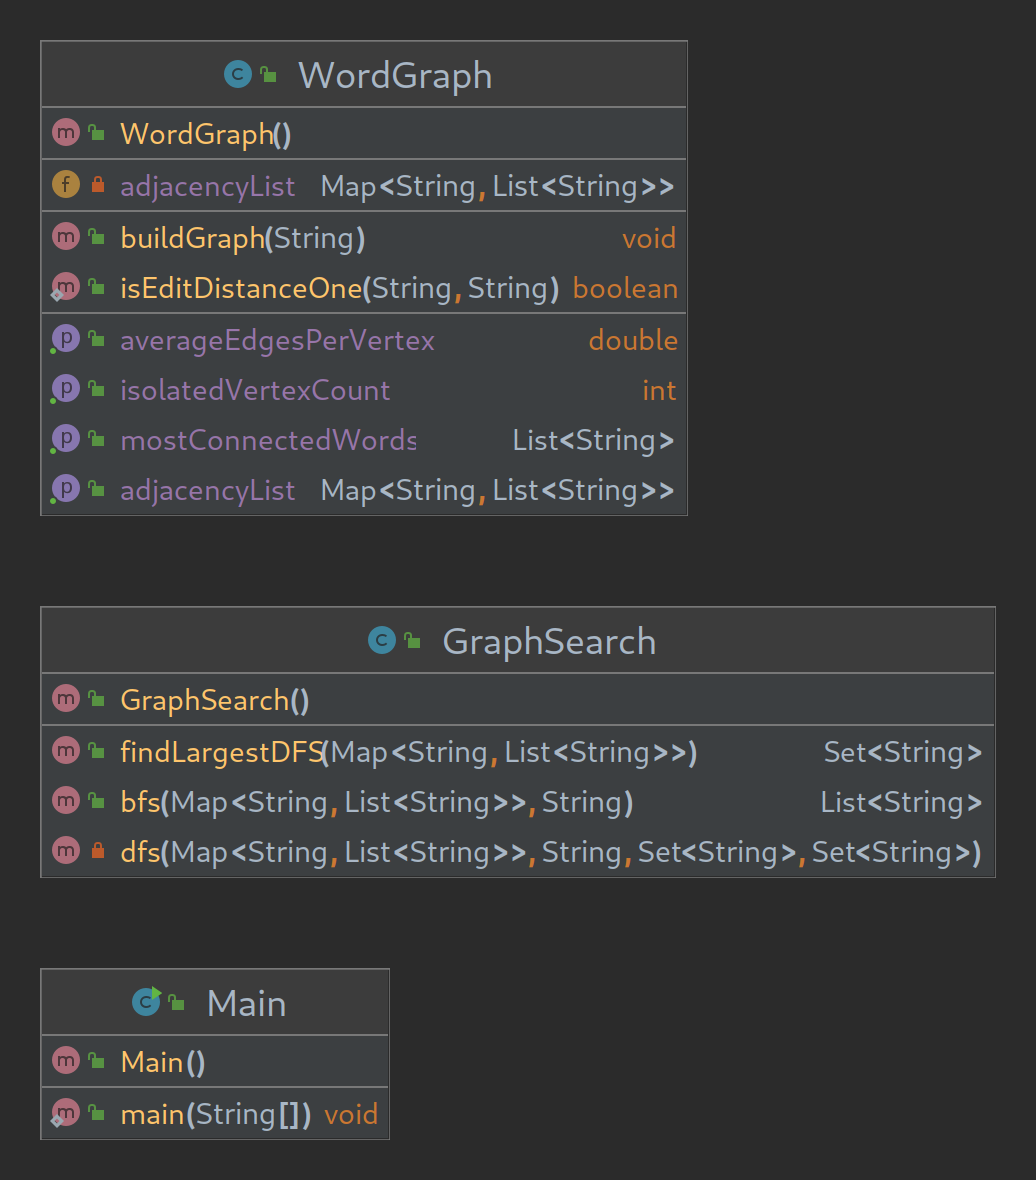 WordGraph
WordGraph()
adjacencyList Map<String, List<String>>
buildGraph(String) void
isEditDistanceOne(String, String) boolean
averageEdgesPerVertex double
isolatedVertexCount int
mostConnectedWords List<String>
adjacencyList Map<String, List<String>>
GraphSearch
GraphSearch()
findLargestDFS(Map<String, List<String>>) Set<String>
bfs(Map<String, List<String>>, String) List<String>
dfs(Map<String, List<String>>, String, Set<String>, Set<String>)
Main
Main()
main(String[]) void